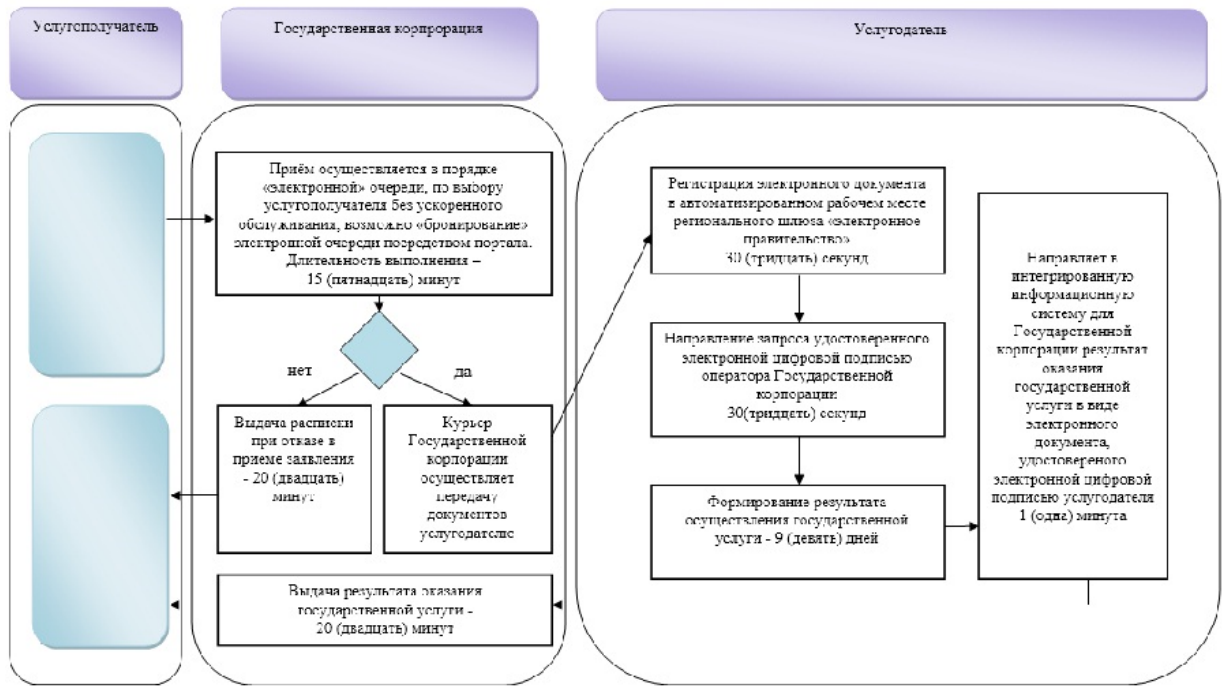 Услугополучатель
Государственная корпрорация
Услугодатель
Приём осуществляется в порядке
«электронной» очереди, по выбору
услугополучателя без ускоренного
обслуживания, возможно «бронирование»
электронной очереди посредством портала.
Длительность выполнения –
15 (пятнадцать) минут
нет
да
Выдача расписки
при отказе в
приеме заявления
- 20 (двадцать)
минут
Курьер
Государственной
корпорации
осуществляет
передачу
документов
услугодателю
Выдача результата оказания
государственной услуги -
20 (двадцать) минут
Регистрация электронного документа
в автоматизированном рабочем месте
регионального шлюза «электронное
правительство»
30 (тридцать) секунд
Направление запроса удостоверенного
электронной цифровой подписью
оператора Государственной
корпорации
30(тридцать) секунд
Формирование результата
осуществления государственной
услуги - 9 (девять) дней
Направляет в
интегрированную
информационную
систему для
Государственной
корпорации результат
оказания
государственной
услуги в виде
электронного
документа,
удостовереного
электронной цифровой
подписью услугодателя
1 (одна) минута